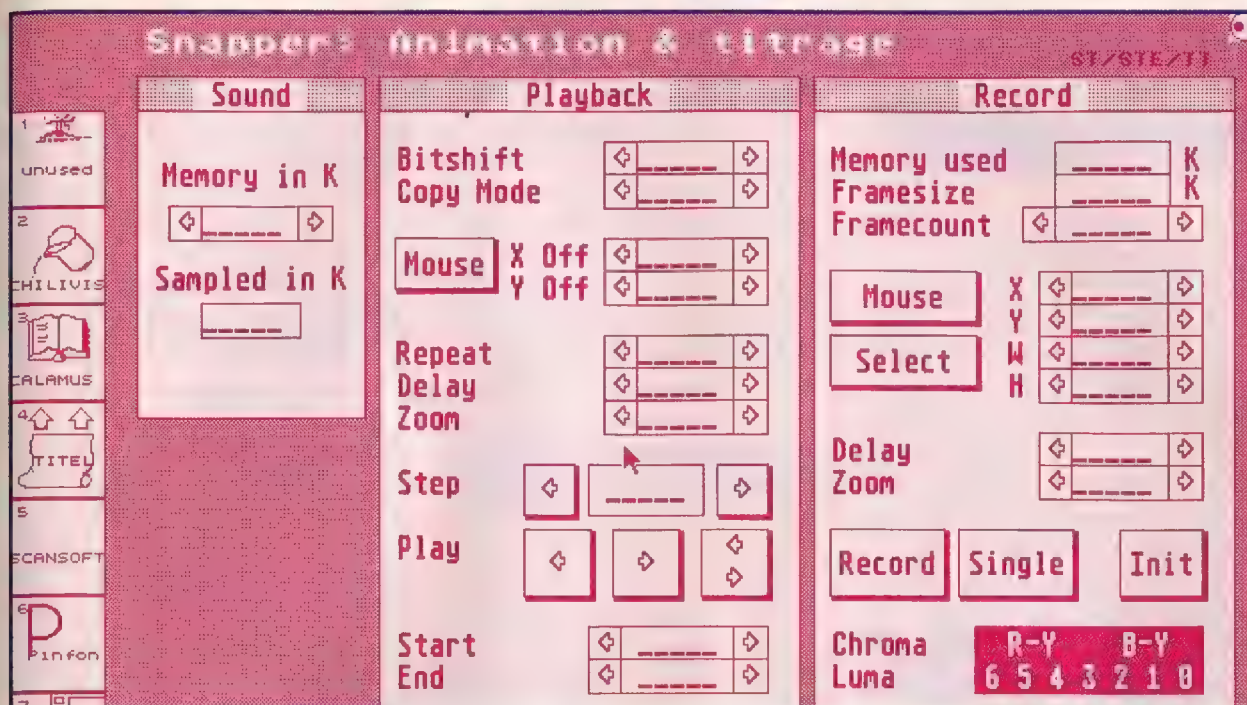 Snapper: Animation & titrage
ST/STE/TT
1
unused
2
CHILIVIS
3
CALAMUS
4
TITEL
5
SCANSOFT
6
Pinfon
7
Sound
Memory in K
Sampled in K
Playback
Bitshift
Copy Mode
Mouse X Off
Y Off
Repeat
Delay
Zoom
Step
Play
Start
End
Record
Memory used K
Framesize K
Framecount
Mouse X
Y
Select W
H
Delay
Zoom
Record Single Init
Chroma R-Y B-Y
Luma 6 5 4 3 2 1 0